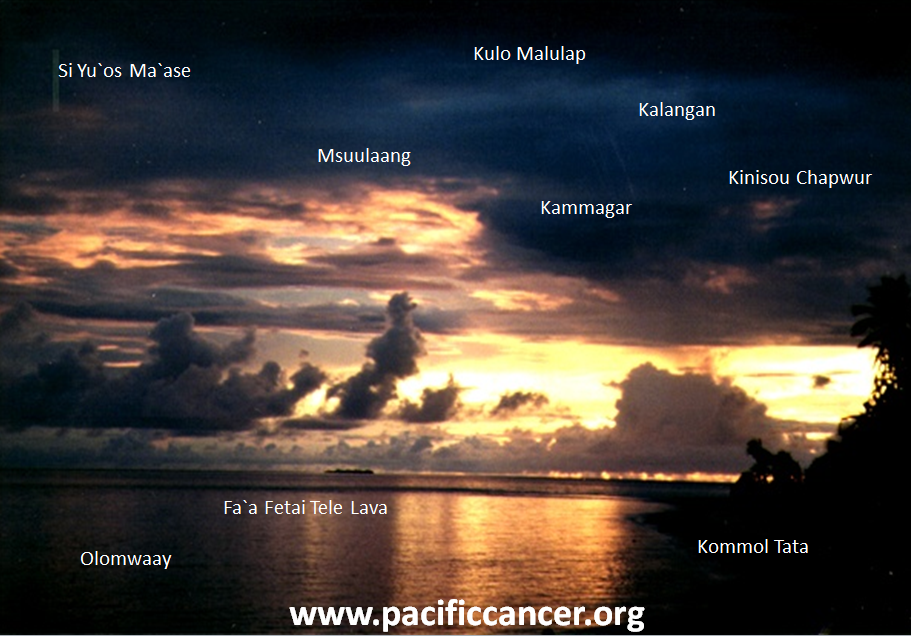 Kulo Malulap
Si Yu`os Ma`ase
Kalangan
Msuulaang
Kinisou Chapwur
Kammagar
Fa`a Fetai Tele Lava
Kommol Tata
Olomwaay
www.pacificcancer.org